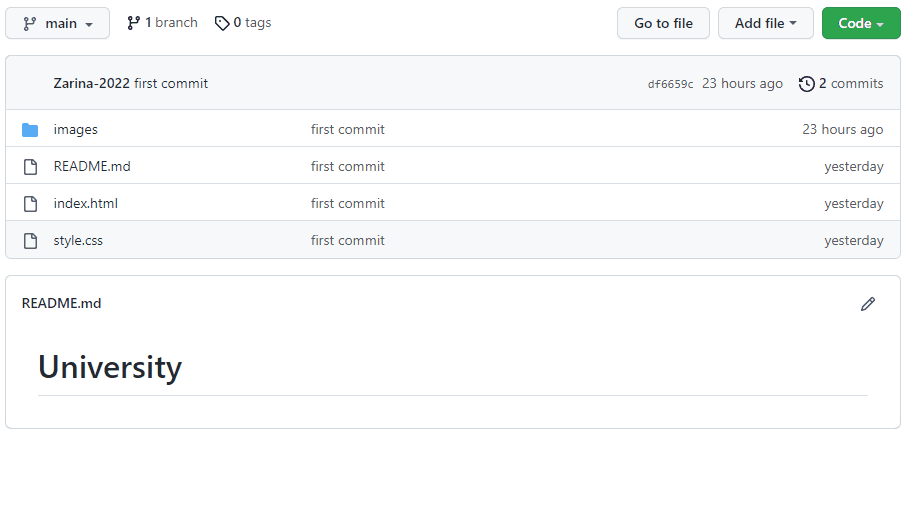 main 1 branch 0 tags Go to file Add file Code
Zarina-2022 first commit df6659c 23 hours ago 2 commits
images first commit 23 hours ago
README.md first commit yesterday
index.html first commit yesterday
style.css first commit yesterday
README.md
University